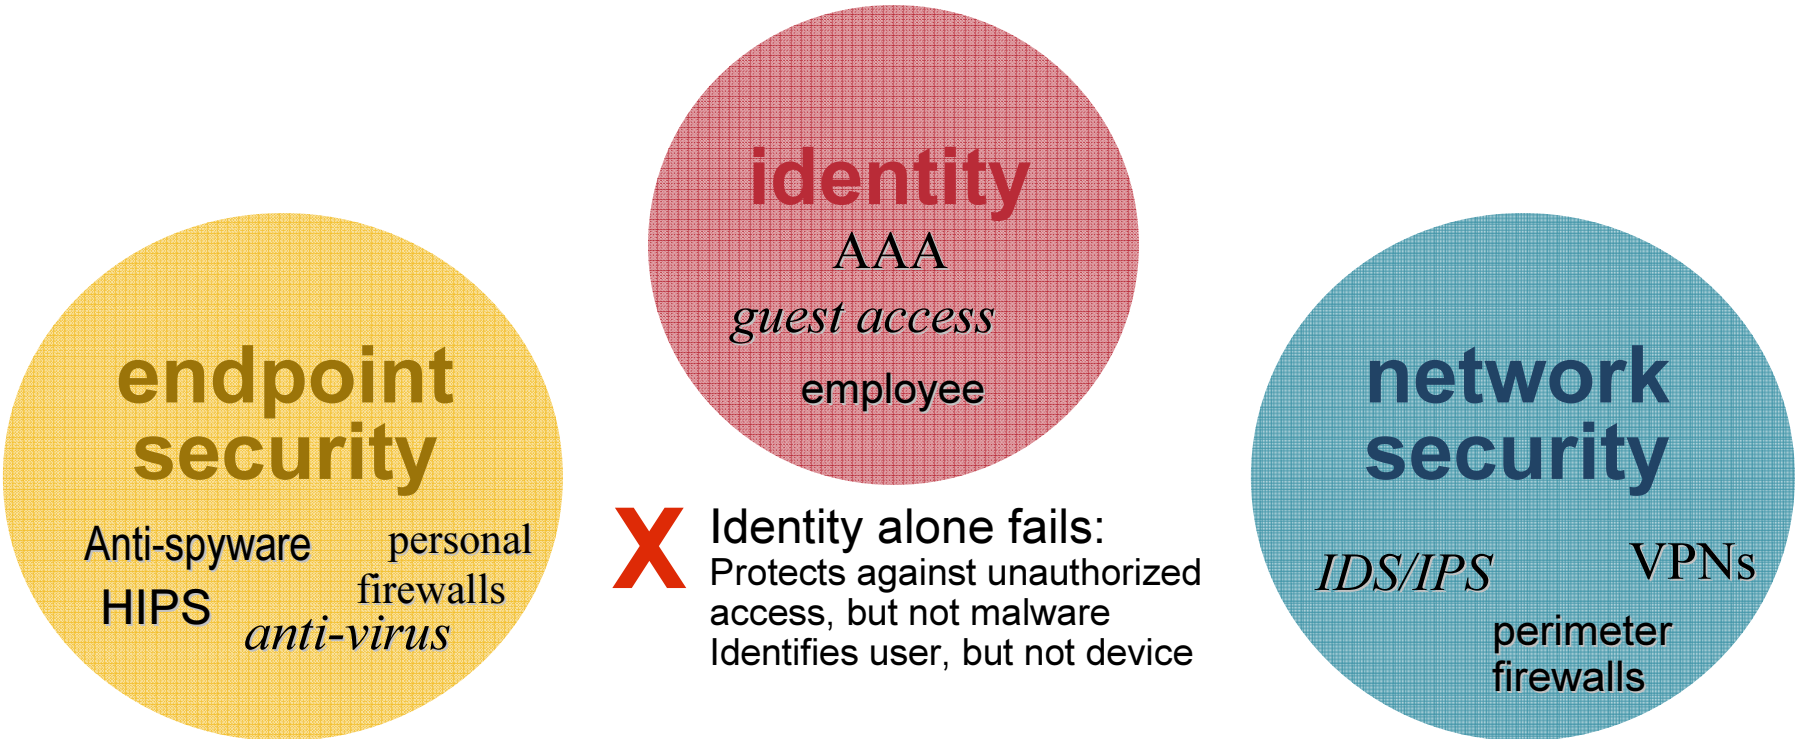 identity
AAA
guest access
employee
endpoint
security
Anti-spyware
personal
firewalls
HIPS
anti-virus
X
Identity alone fails:
Protects against unauthorized
access, but not malware
Identifies user, but not device
network
security
IDS/IPS
VPNs
perimeter
firewalls